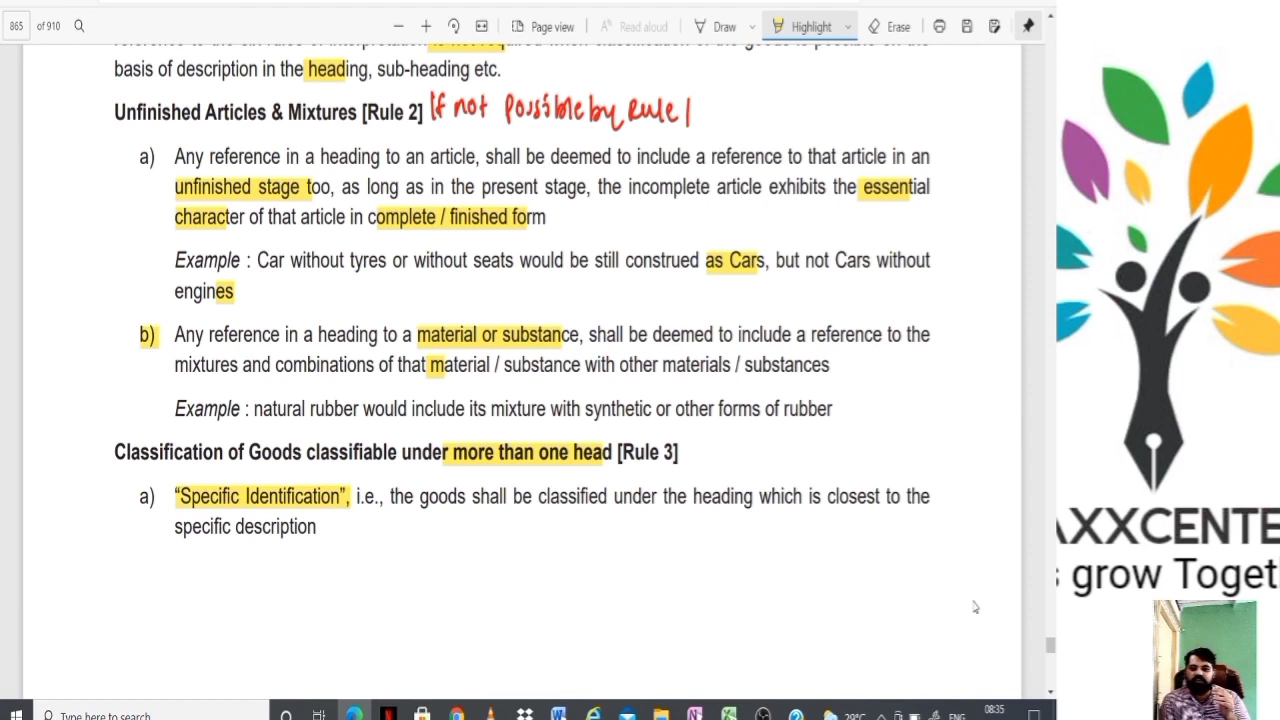 865 of 910
Page view
Read aloud
Draw
Highlight
Erase
basis of description in the heading, sub-heading etc.
Unfinished Articles & Mixtures [Rule 2] If not possible by Rule 1
a) Any reference in a heading to an article, shall be deemed to include a reference to that article in an
unfinished stage too, as long as in the present stage, the incomplete article exhibits the essential
character of that article in complete / finished form
Example : Car without tyres or without seats would be still construed as Cars, but not Cars without
engines
b) Any reference in a heading to a material or substance, shall be deemed to include a reference to the
mixtures and combinations of that material / substance with other materials / substances
Example : natural rubber would include its mixture with synthetic or other forms of rubber
Classification of Goods classifiable under more than one head [Rule 3]
a) “Specific Identification”, i.e., the goods shall be classified under the heading which is closest to the
specific description
AXXCENTE
s grow Togeth
Type here to search
29°C
ENG
08:35